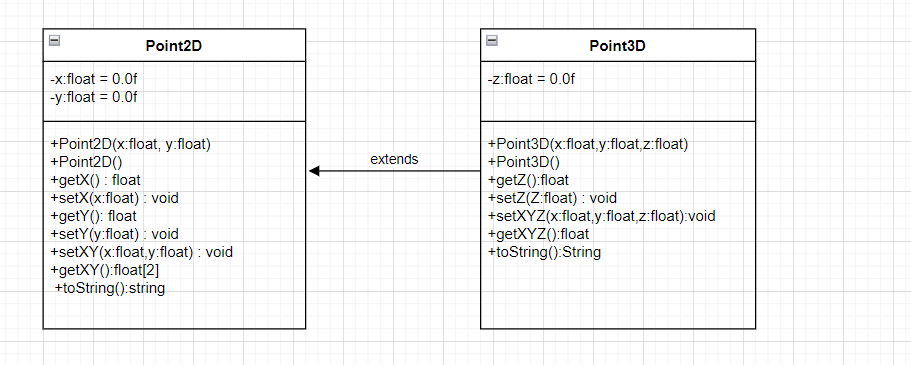 Point2D
-x:float = 0.0f
-y:float = 0.0f
+Point2D(x:float, y:float)
+Point2D()
+getX() : float
+setX(x:float) : void
+getY(): float
+setY(y:float) : void
+setXY(x:float,y:float) : void
+getXY():float[2]
+toString():string
extends
Point3D
-z:float = 0.0f
+Point3D(x:float,y:float,z:float)
+Point3D()
+getZ():float
+setZ(Z:float) : void
+setXYZ(x:float,y:float,z:float):void
+getXYZ():float
+toString():String